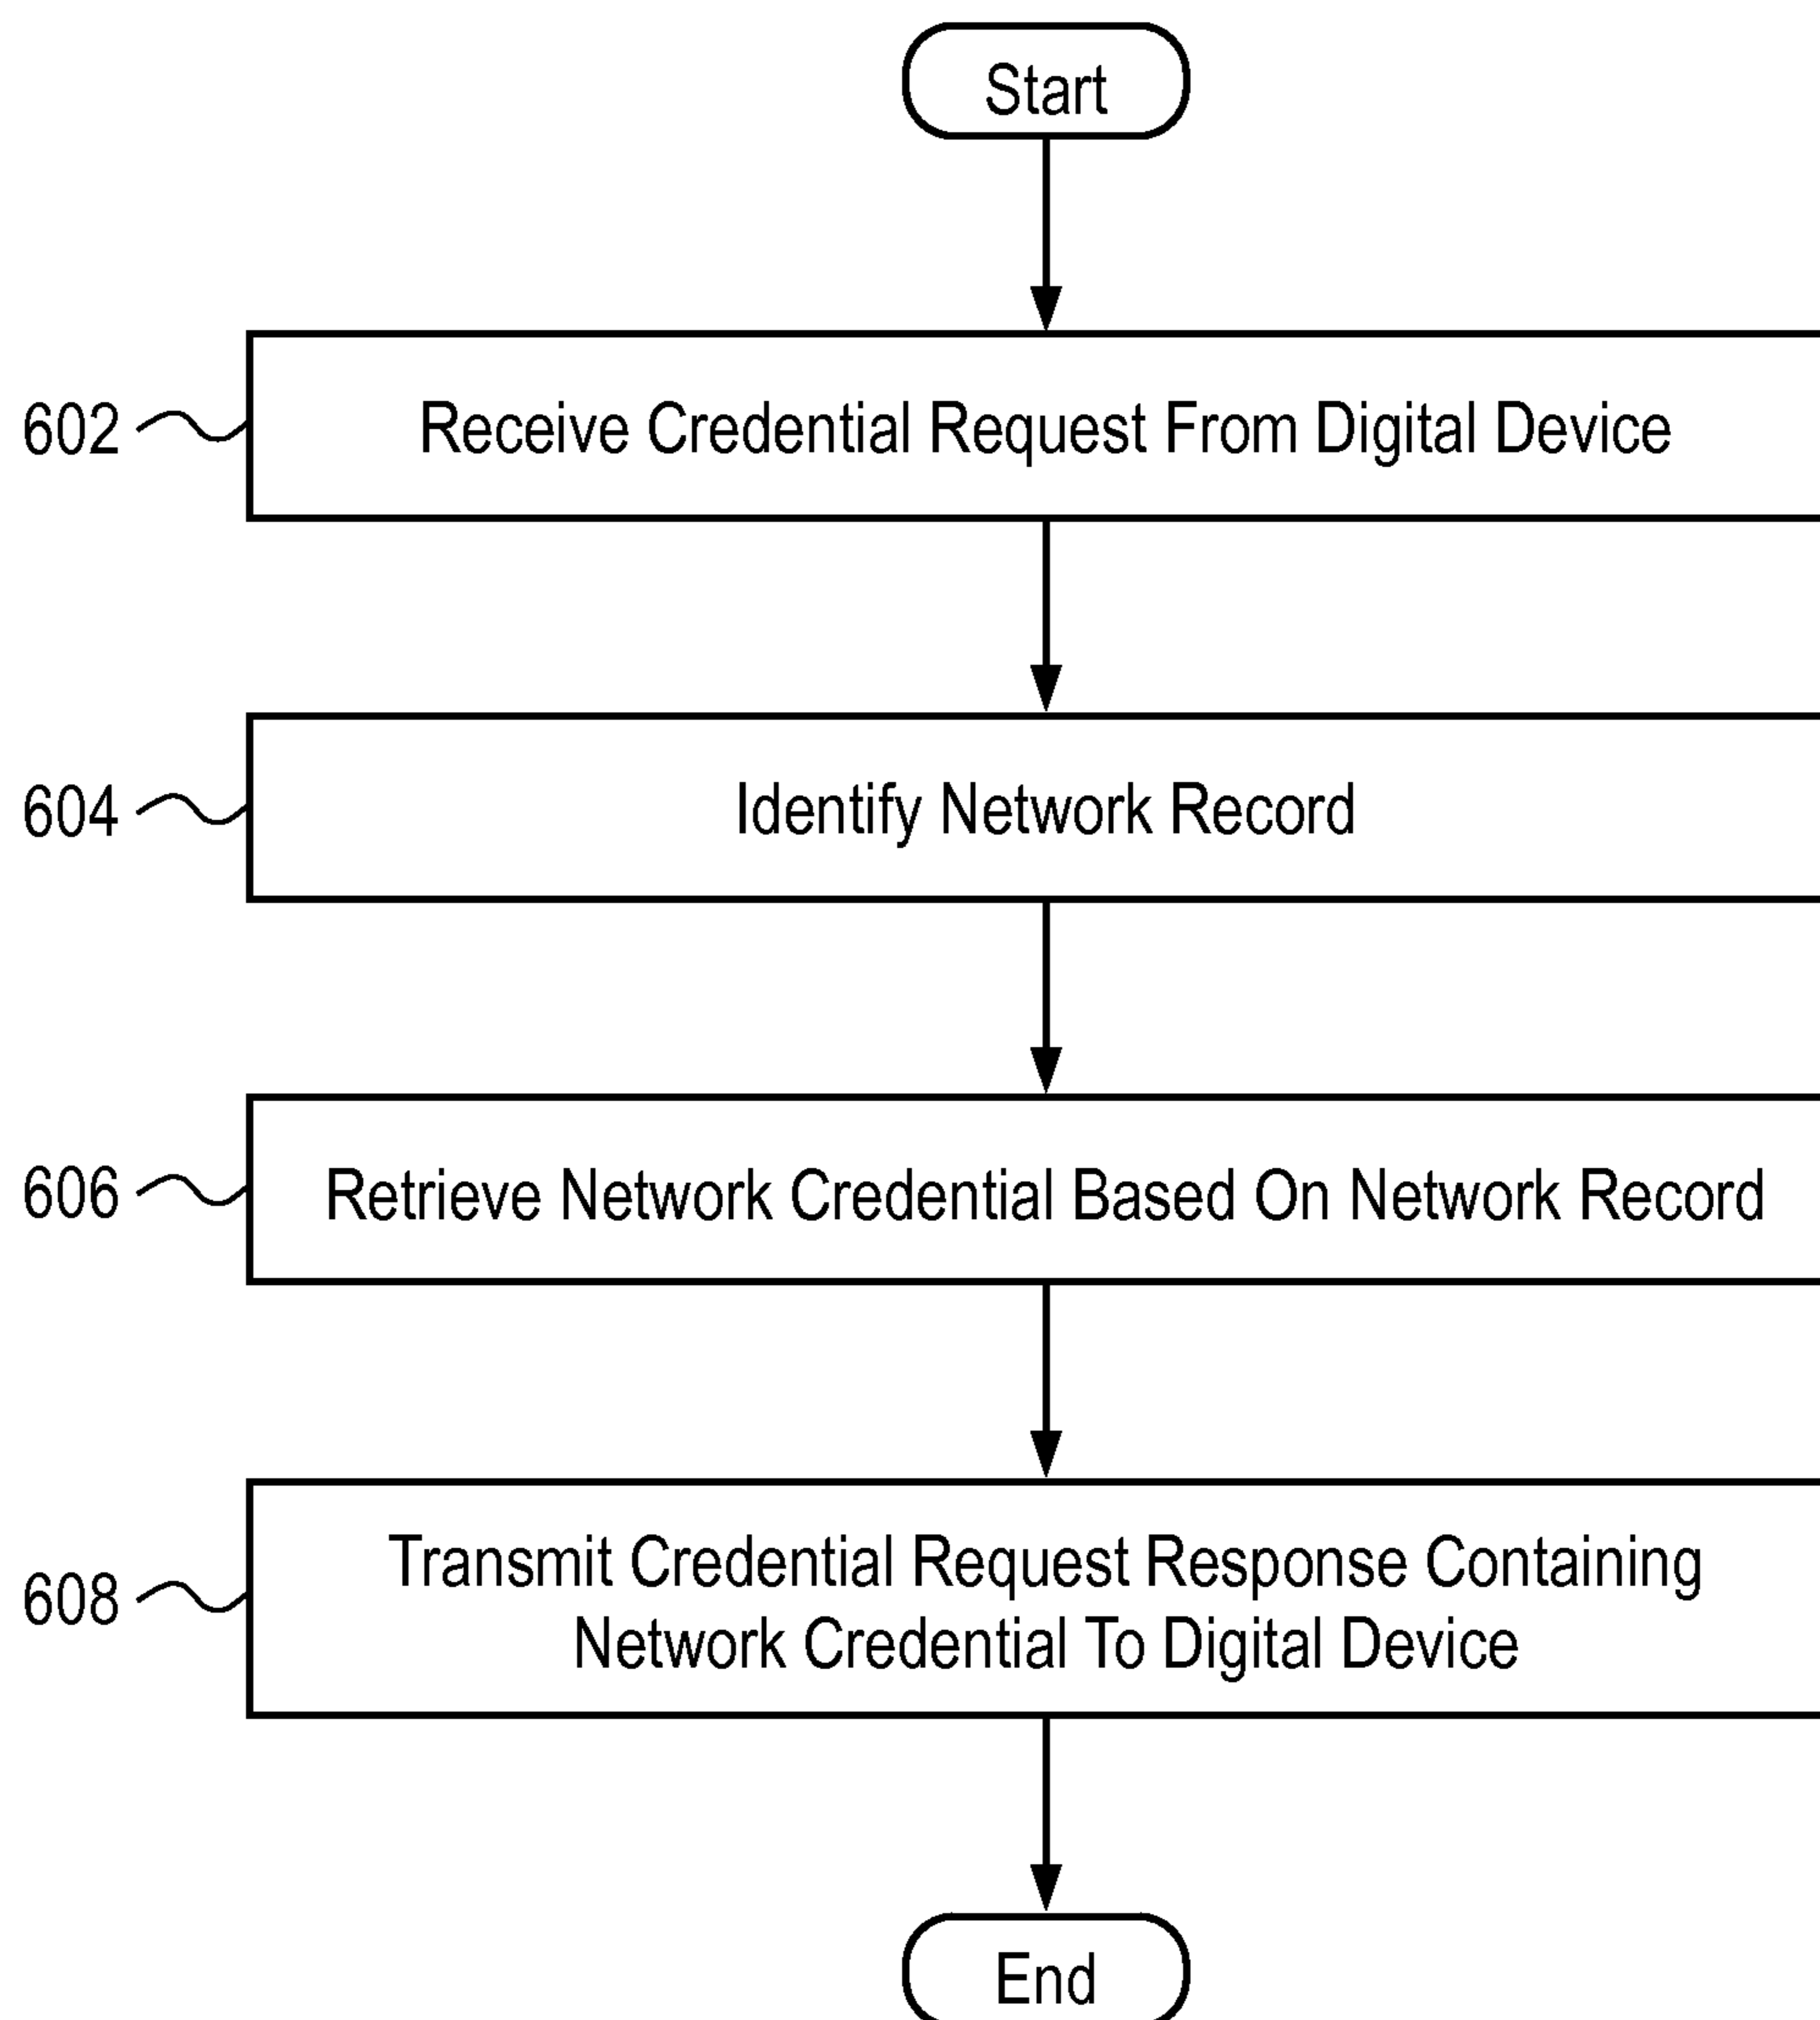 Start
602
Receive Credential Request From Digital Device
604
Identify Network Record
606
Retrieve Network Credential Based On Network Record
608
Transmit Credential Request Response Containing
Network Credential To Digital Device
End